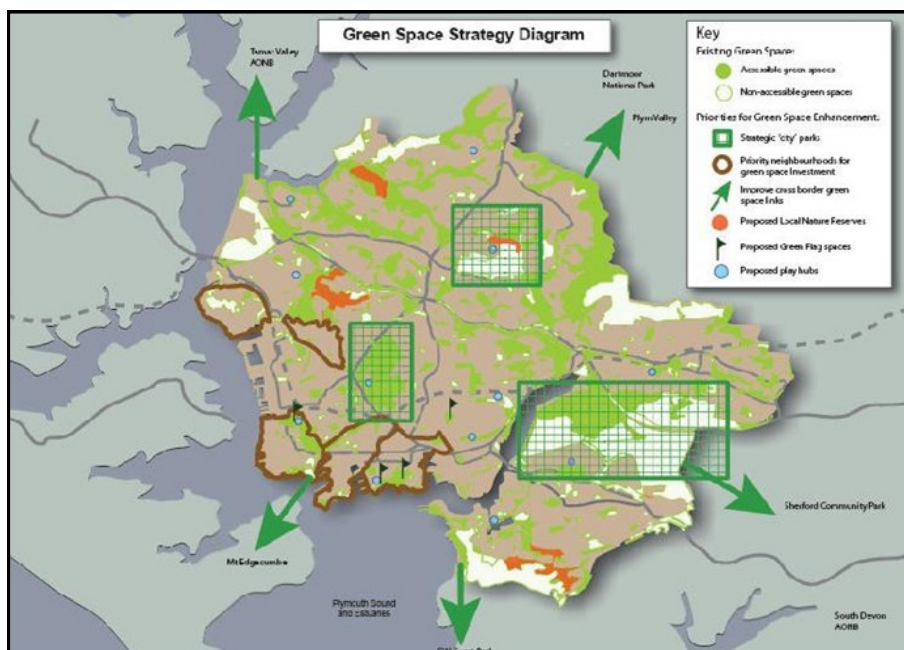 Green Space Strategy Diagram
Tamar Valley
AONB
Dartmoor
National Park
Plym Valley
Key
Existing Green Space:
Accessible green spaces
Non-accessible green spaces
Priorities for Green Space Enhancement:
Strategic 'city' parks
Priority neighbourhoods for
green space Investment
Improve cross border green
space links
Proposed Local Nature Reserves
Proposed Green Flag spaces
Proposed play hubs
Sherford Community Park
Mt Edgecumbe
Plymouth Sound
and Estuaries
South Devon
AONB